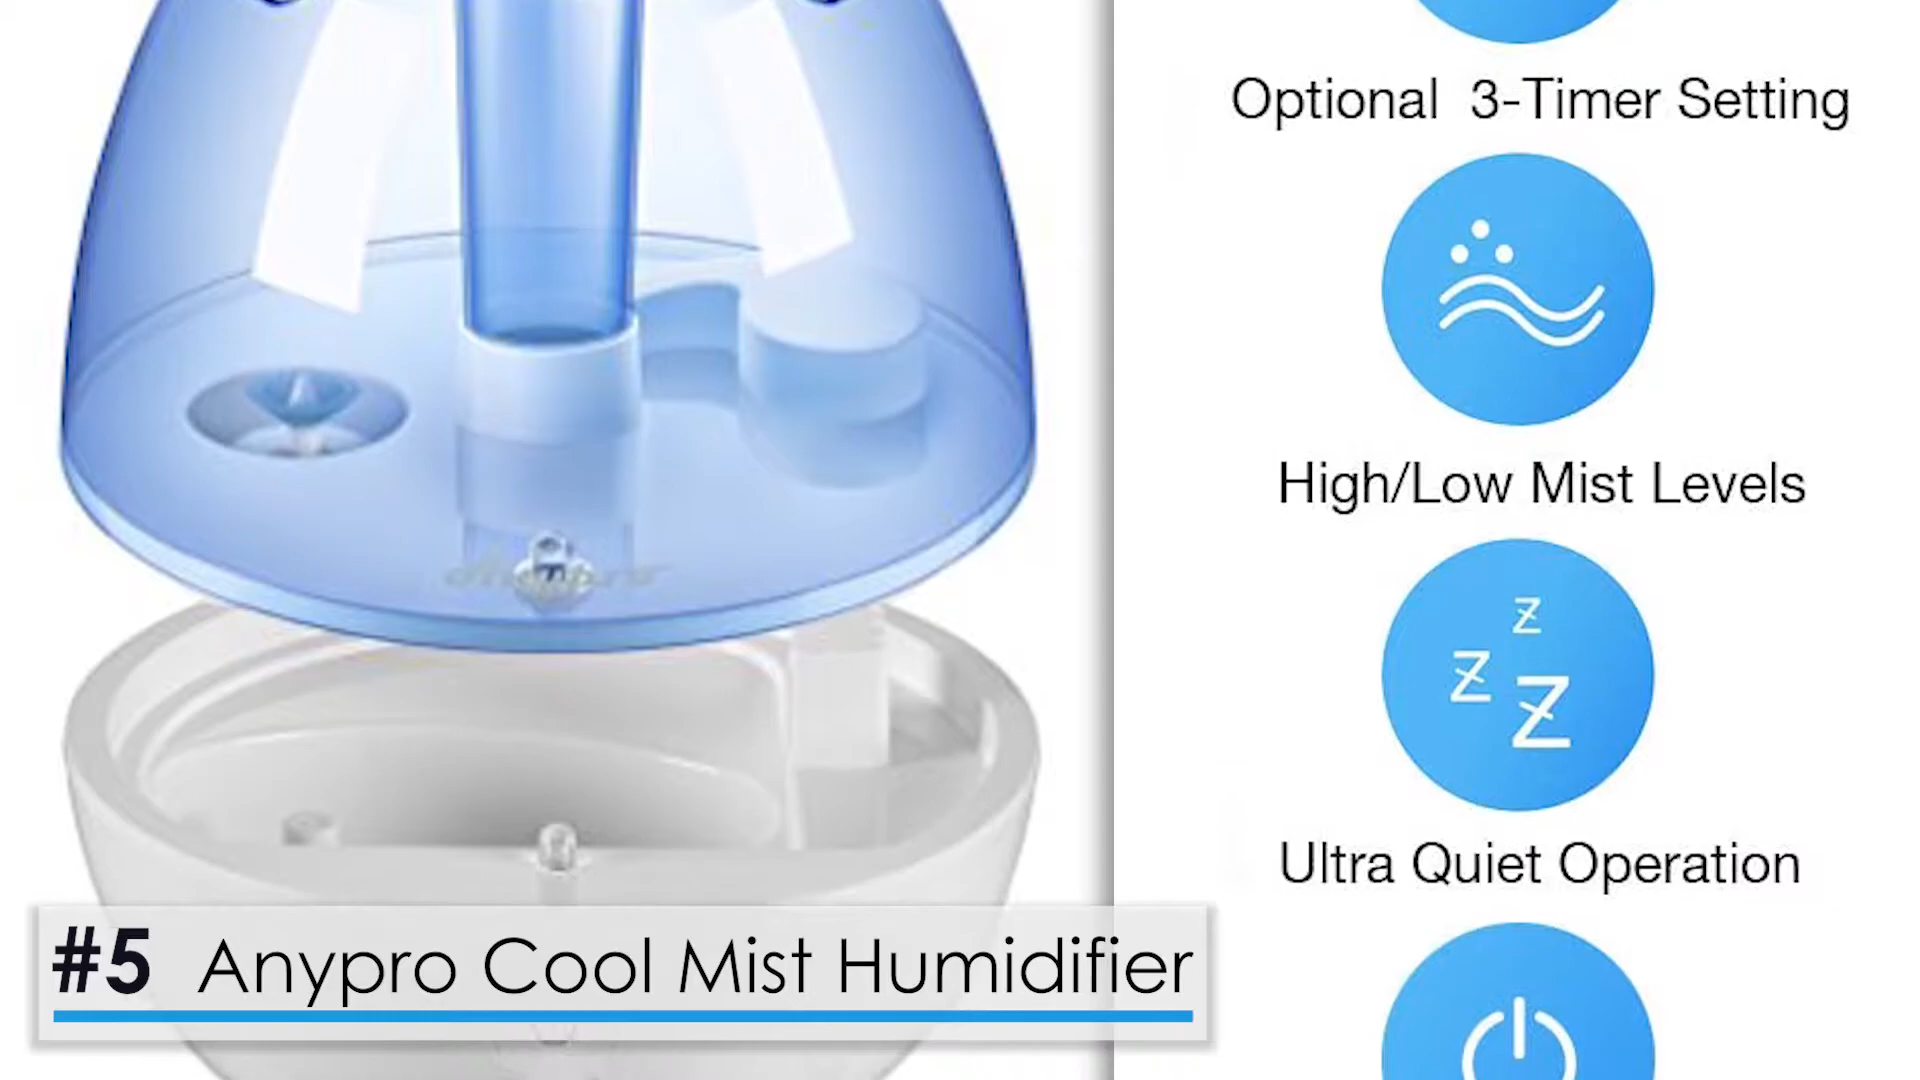 Optional 3-Timer Setting
High/Low Mist Levels
z
z
z
Ultra Quiet Operation
#5 Anypro Cool Mist Humidifier